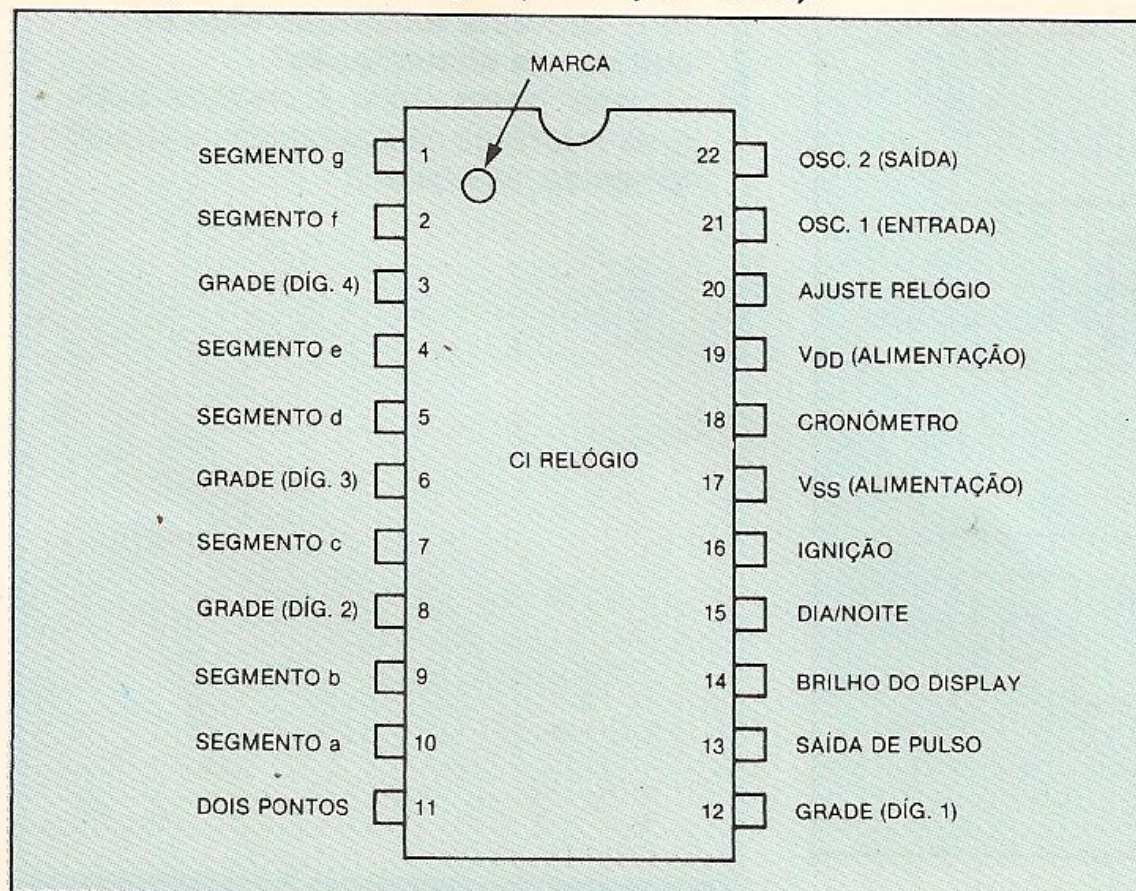 MARCA
SEGMENTO g 1
SEGMENTO f 2
GRADE (DÍG. 4) 3
SEGMENTO e 4
SEGMENTO d 5
GRADE (DÍG. 3) 6
SEGMENTO c 7
GRADE (DÍG. 2) 8
SEGMENTO b 9
SEGMENTO a 10
DOIS PONTOS 11
CI RELÓGIO
22 OSC. 2 (SAÍDA)
21 OSC. 1 (ENTRADA)
20 AJUSTE RELÓGIO
19 VDD (ALIMENTAÇÃO)
18 CRONÔMETRO
17 VSS (ALIMENTAÇÃO)
16 IGNIÇÃO
15 DIA/NOITE
14 BRILHO DO DISPLAY
13 SAÍDA DE PULSO
12 GRADE (DÍG. 1)